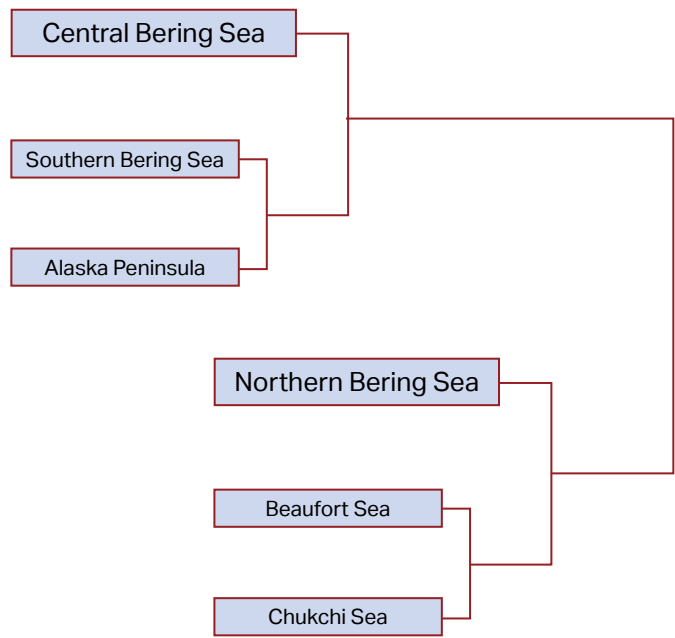 Central Bering Sea
Southern Bering Sea
Alaska Peninsula
Northern Bering Sea
Beaufort Sea
Chukchi Sea